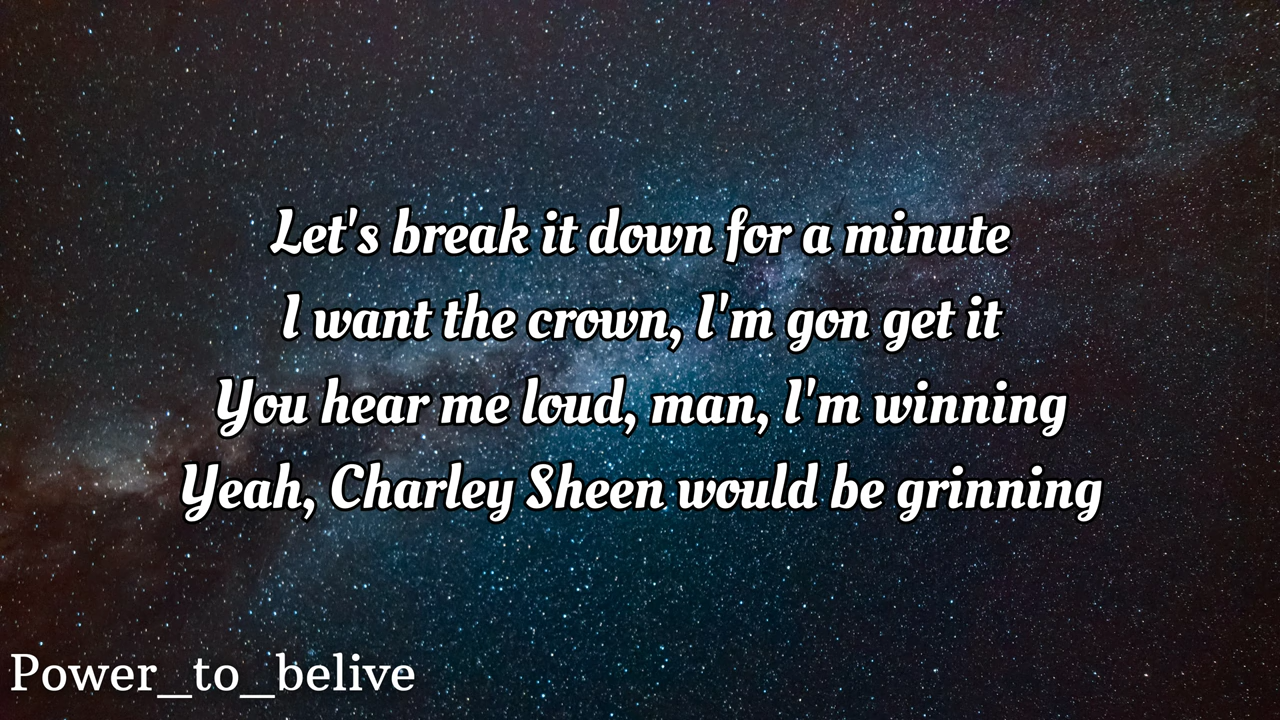 Let's break it down for a minute
I want the crown, I'm gon get it
You hear me loud, man, I'm winning
Yeah, Charley Sheen would be grinning
Power_to_belive